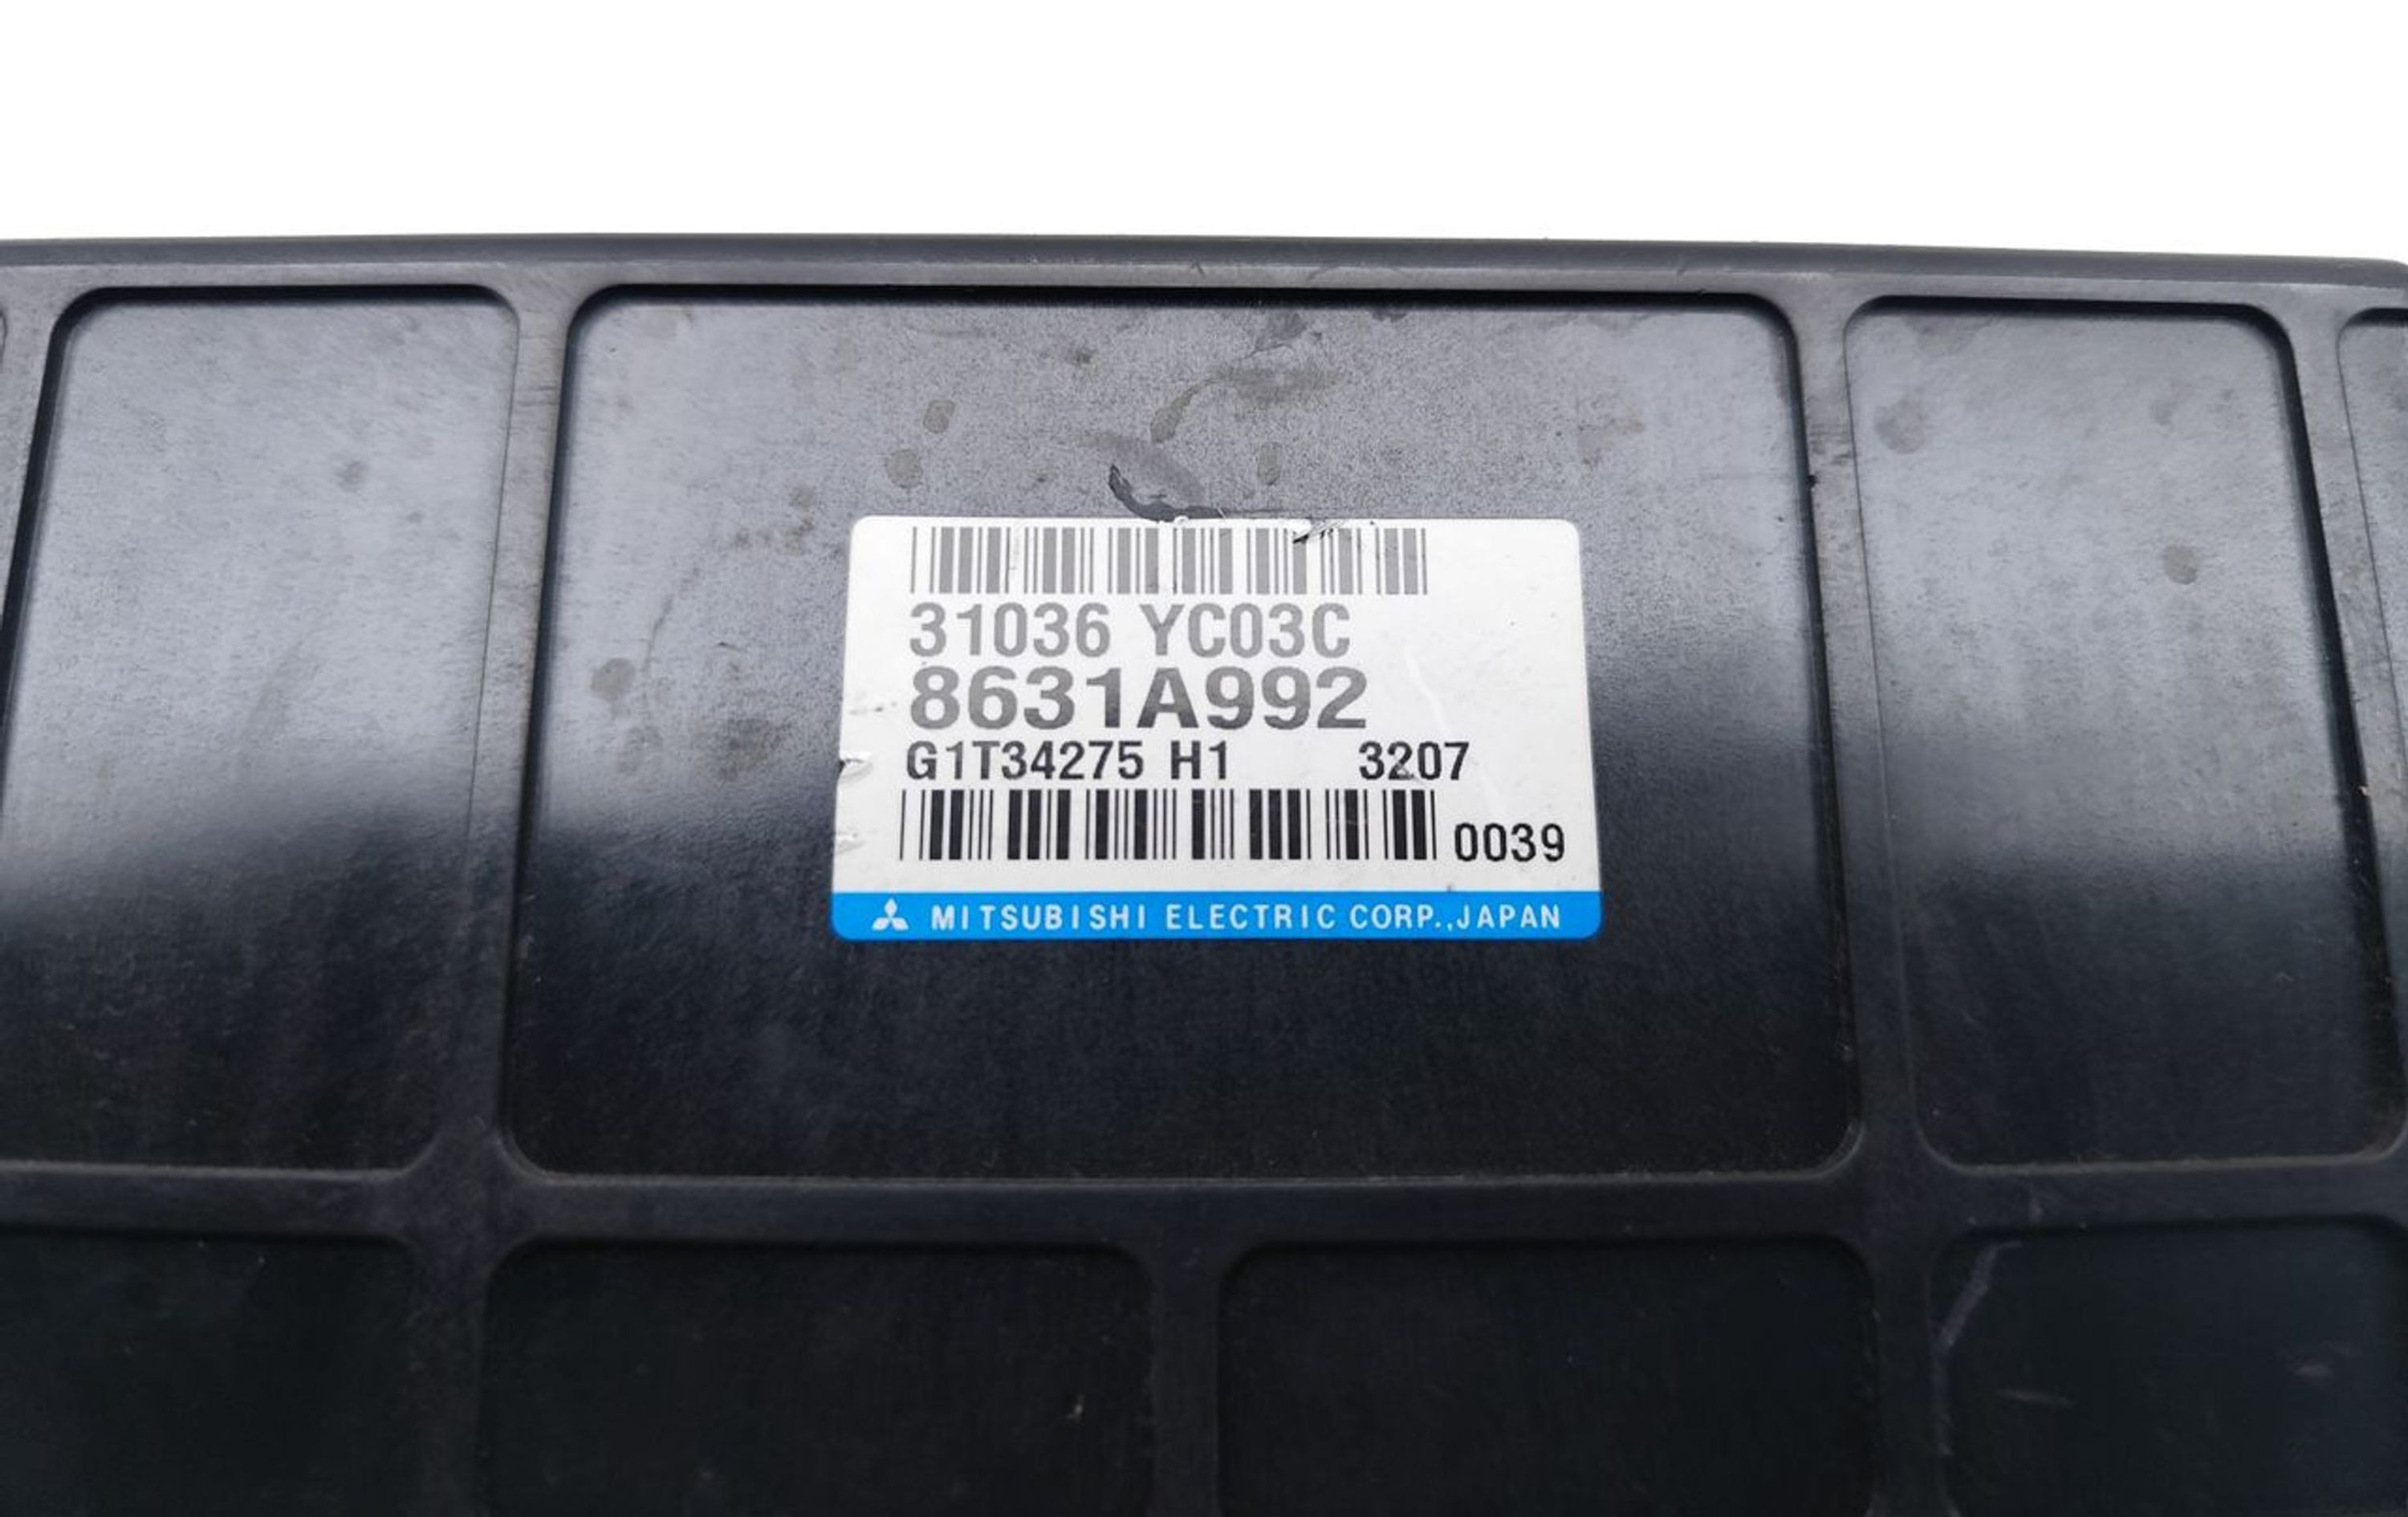 31036 YC03C
8631A992
G1T34275 H1 3207
0039
MITSUBISHI ELECTRIC CORP.,JAPAN